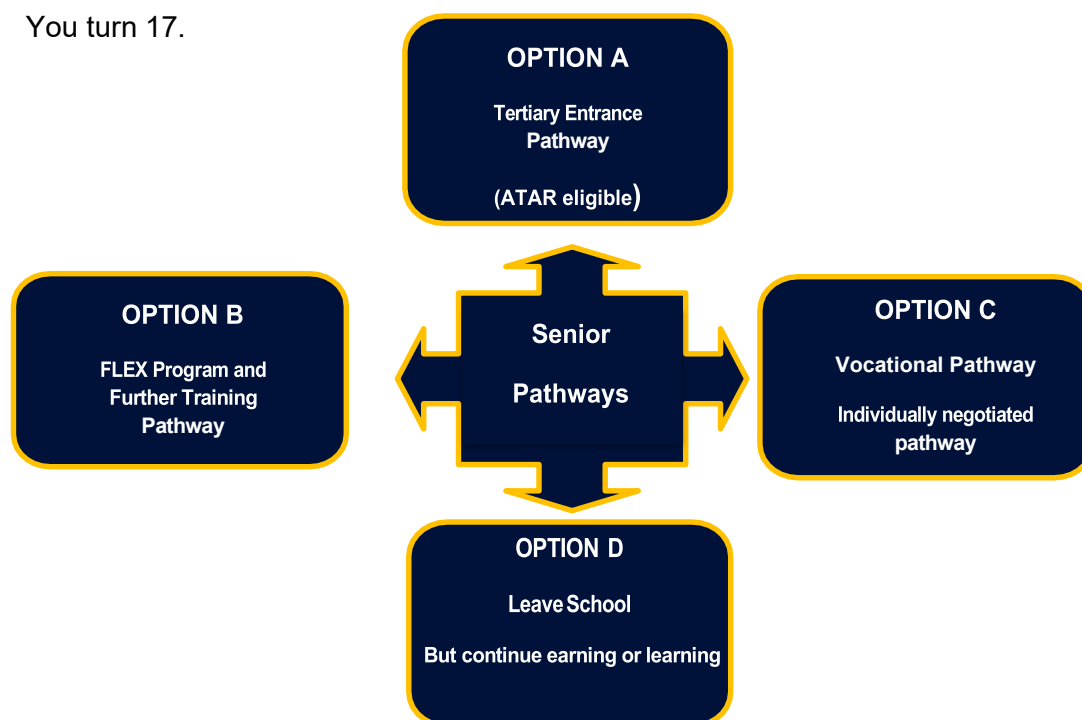 You turn 17.
OPTION A
Tertiary Entrance
Pathway
(ATAR eligible)
OPTION B
FLEX Program and
Further Training
Pathway
Senior
Pathways
OPTION C
Vocational Pathway
Individually negotiated
pathway
OPTION D
Leave School
But continue earning or learning